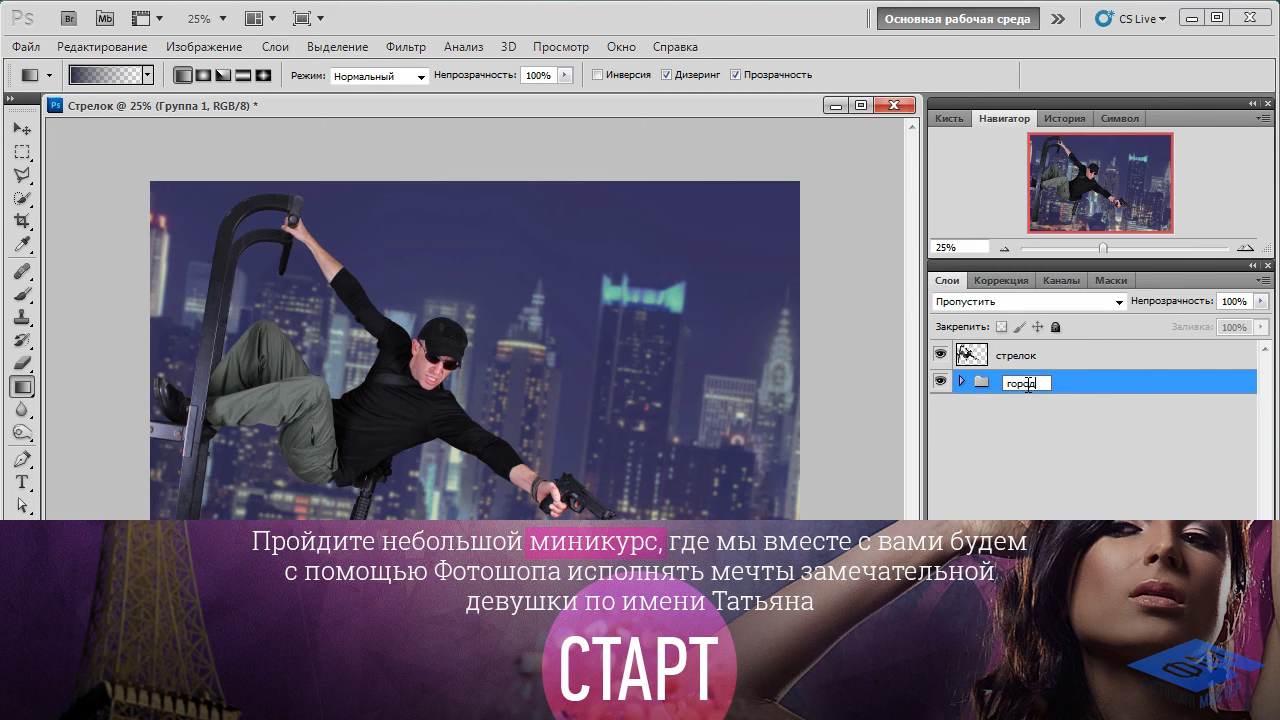 Ps Br Mb 25% Основная рабочая среда CS Live
Файл Редактирование Изображение Слои Выделение Фильтр Анализ 3D Просмотр Окно Справка
Режим: Нормальный Непрозрачность: 100% Инверсия Дизеринг Прозрачность
Ps Стрелок @ 25% (Группа 1, RGB/8) *
Кисть Навигатор История Символ
25%
Слои Коррекция Каналы Маски
Пропустить Непрозрачность: 100%
Закрепить: Заливка: 100%
стрелок
город
Пройдите небольшой миникурс, где мы вместе с вами будем
с помощью Фотошопа исполнять мечты замечательной
девушки по имени Татьяна
СТАРТ